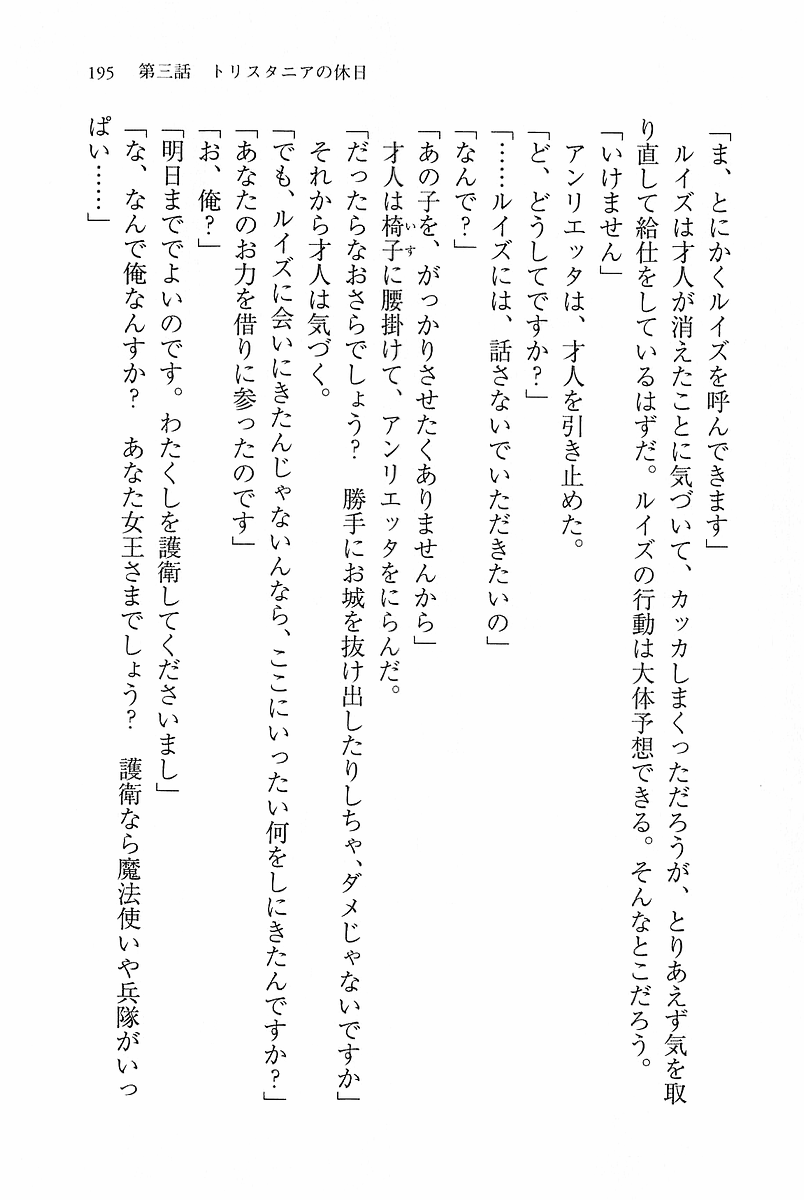 195　第三話　トリスタニアの休日
「ま、とにかくルイズを呼んできます」
　ルイズは才人が消えたことに気づいて、カッカしまくっただろうが、とりあえず気を取
り直して給仕をしているはずだ。ルイズの行動は大体予想できる。そんなとこだろう。
「いけません」
　アンリエッタは、才人を引き止めた。
「ど、どうしてですか？」
「……ルイズには、話さないでいただきたいの」
「なんで？」
「あの子を、がっかりさせたくありませんから」
　才人は椅子いすに腰掛けて、アンリエッタをにらんだ。
「だったらなおさらでしょう？　勝手にお城を抜け出したりしちゃ、ダメじゃないですか」
　それから才人は気づく。
「でも、ルイズに会いにきたんじゃないんなら、ここにいったい何をしにきたんですか？」
「あなたのお力を借りに参ったのです」
「お、俺？」
「明日まででよいのです。わたくしを護衛してくださいまし」
「な、なんで俺なんすか？　あなた女王さまでしょう？　護衛なら魔法使いや兵隊がいっ
ぱい……」